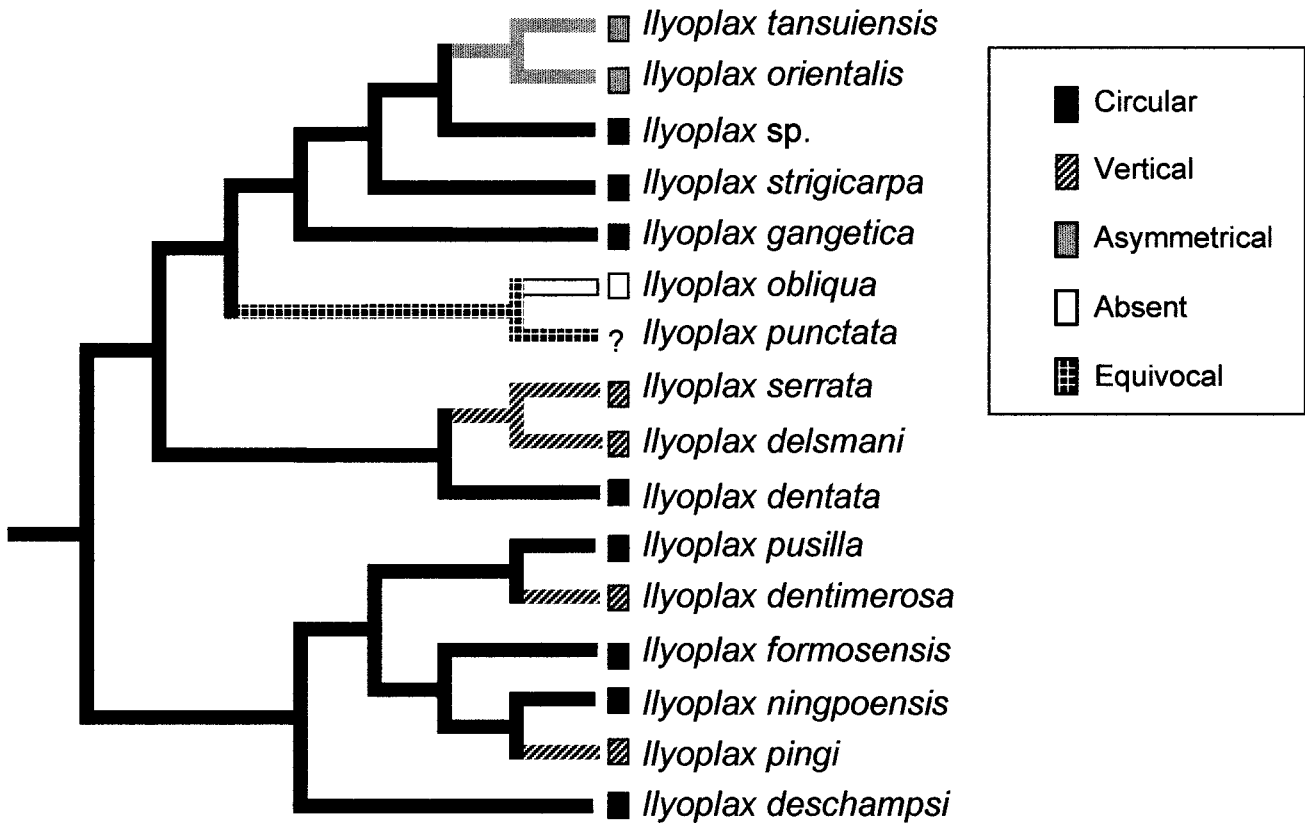 Ilyoplax tansuiensis
Ilyoplax orientalis
Ilyoplax sp.
Ilyoplax strigicarpa
Ilyoplax gangetica
Ilyoplax obliqua
? Ilyoplax punctata
Ilyoplax serrata
Ilyoplax delsmani
Ilyoplax dentata
Ilyoplax pusilla
Ilyoplax dentimerosa
Ilyoplax formosensis
Ilyoplax ningpoensis
Ilyoplax pingi
Ilyoplax deschampsi
Circular
Vertical
Asymmetrical
Absent
Equivocal